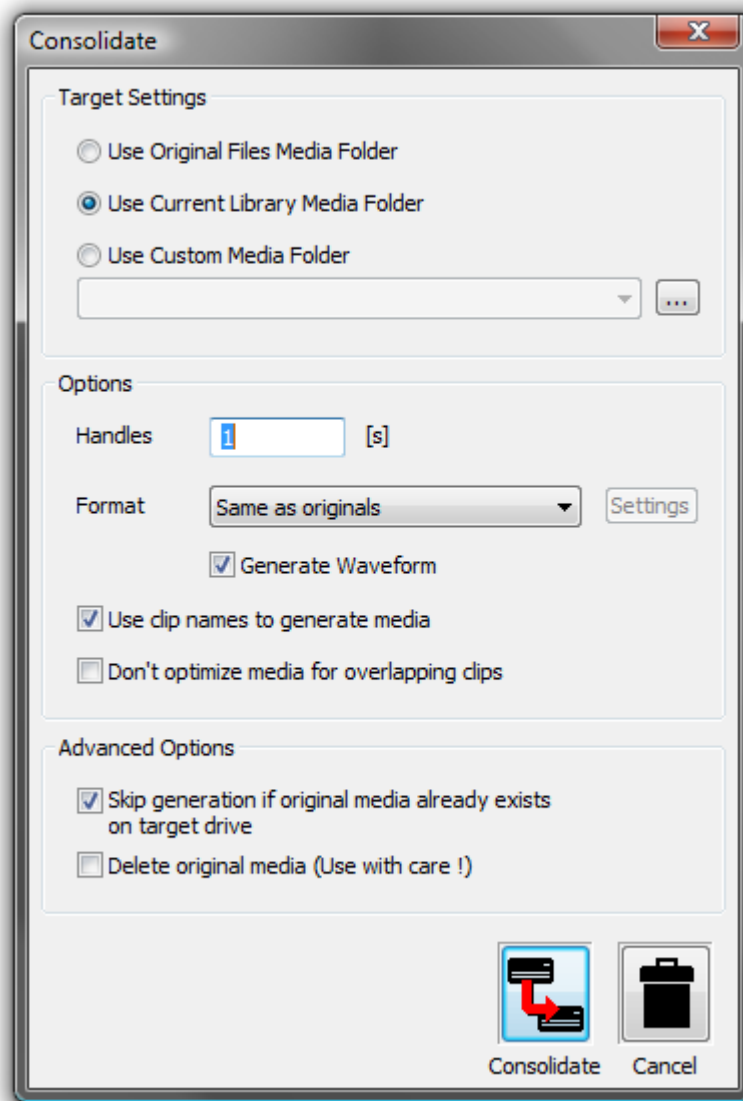 Consolidate
Target Settings
Use Original Files Media Folder
Use Current Library Media Folder
Use Custom Media Folder
...
Options
Handles 1 [s]
Format Same as originals Settings
Generate Waveform
Use clip names to generate media
Don't optimize media for overlapping clips
Advanced Options
Skip generation if original media already exists
on target drive
Delete original media (Use with care !)
Consolidate Cancel